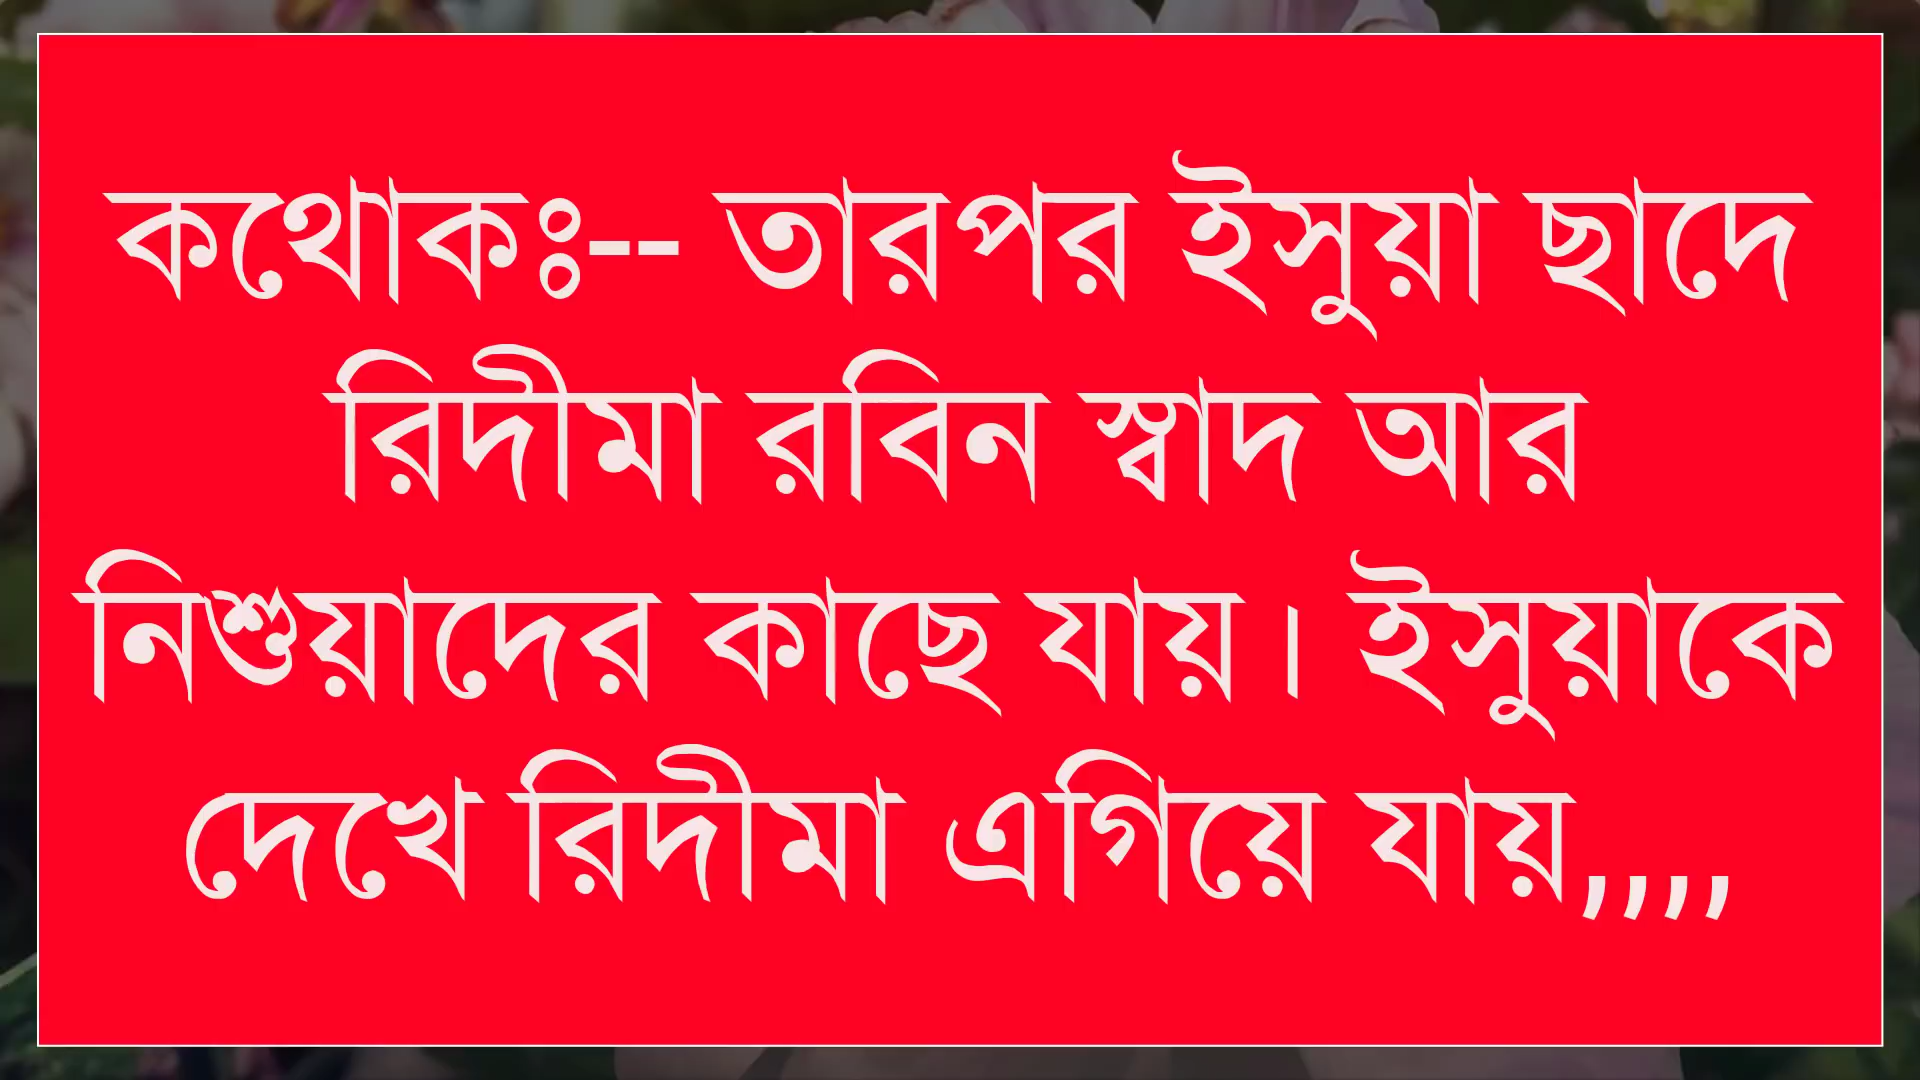 কথোকঃ-- তারপর ইসুয়া ছাদে
রিদীমা রবিন স্বাদ আর
নিশুয়াদের কাছে যায়। ইসুয়াকে
দেখে রিদীমা এগিয়ে যায়,,,,